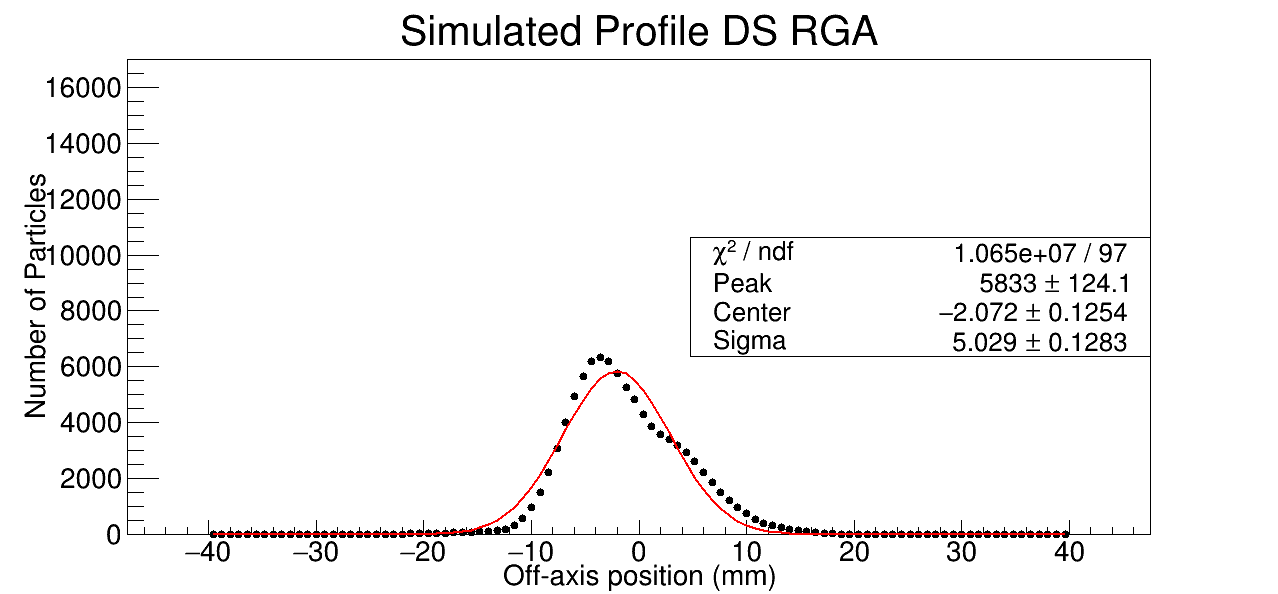 Simulated Profile DS RGA
Number of Particles
16000
14000
12000
10000
8000
6000
4000
2000
0
χ² / ndf 1.065e+07 / 97
Peak 5833 ± 124.1
Center −2.072 ± 0.1254
Sigma 5.029 ± 0.1283
−40 −30 −20 −10 0 10 20 30 40
Off-axis position (mm)